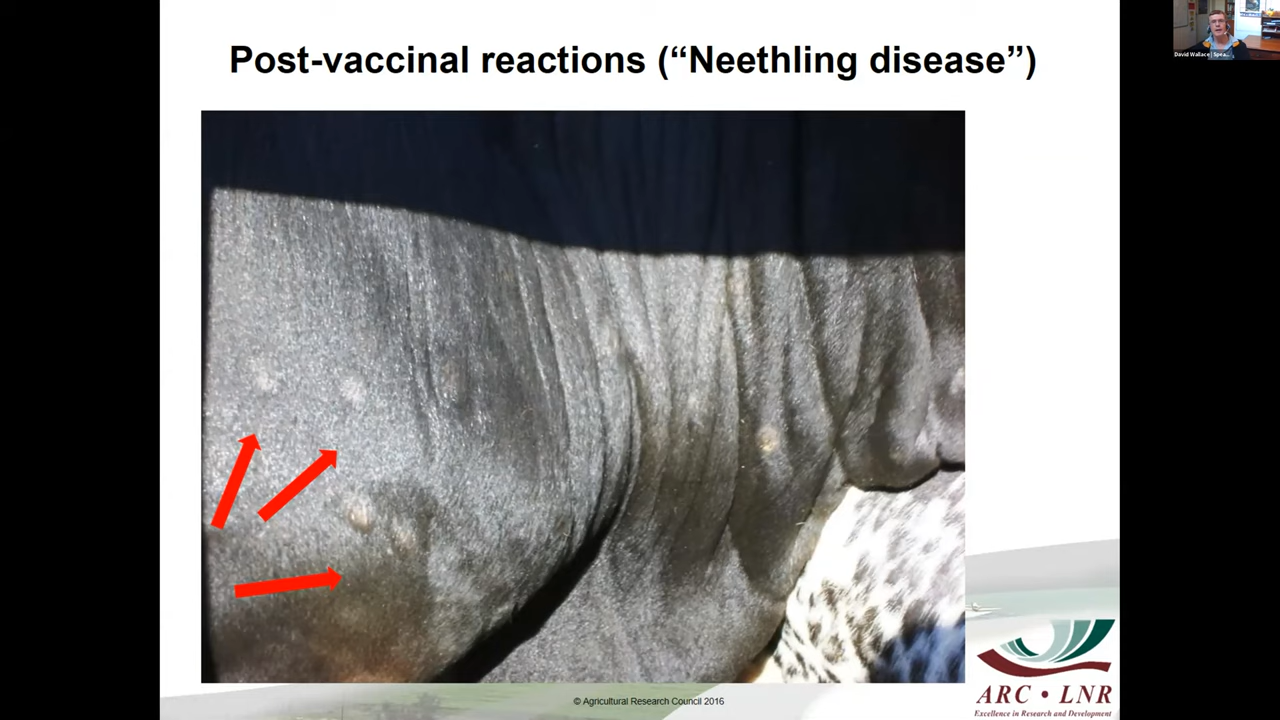 Post-vaccinal reactions (“Neethling disease”)
David Wallace | Spea...
ARC • LNR
Excellence in Research and Development
© Agricultural Research Council 2016